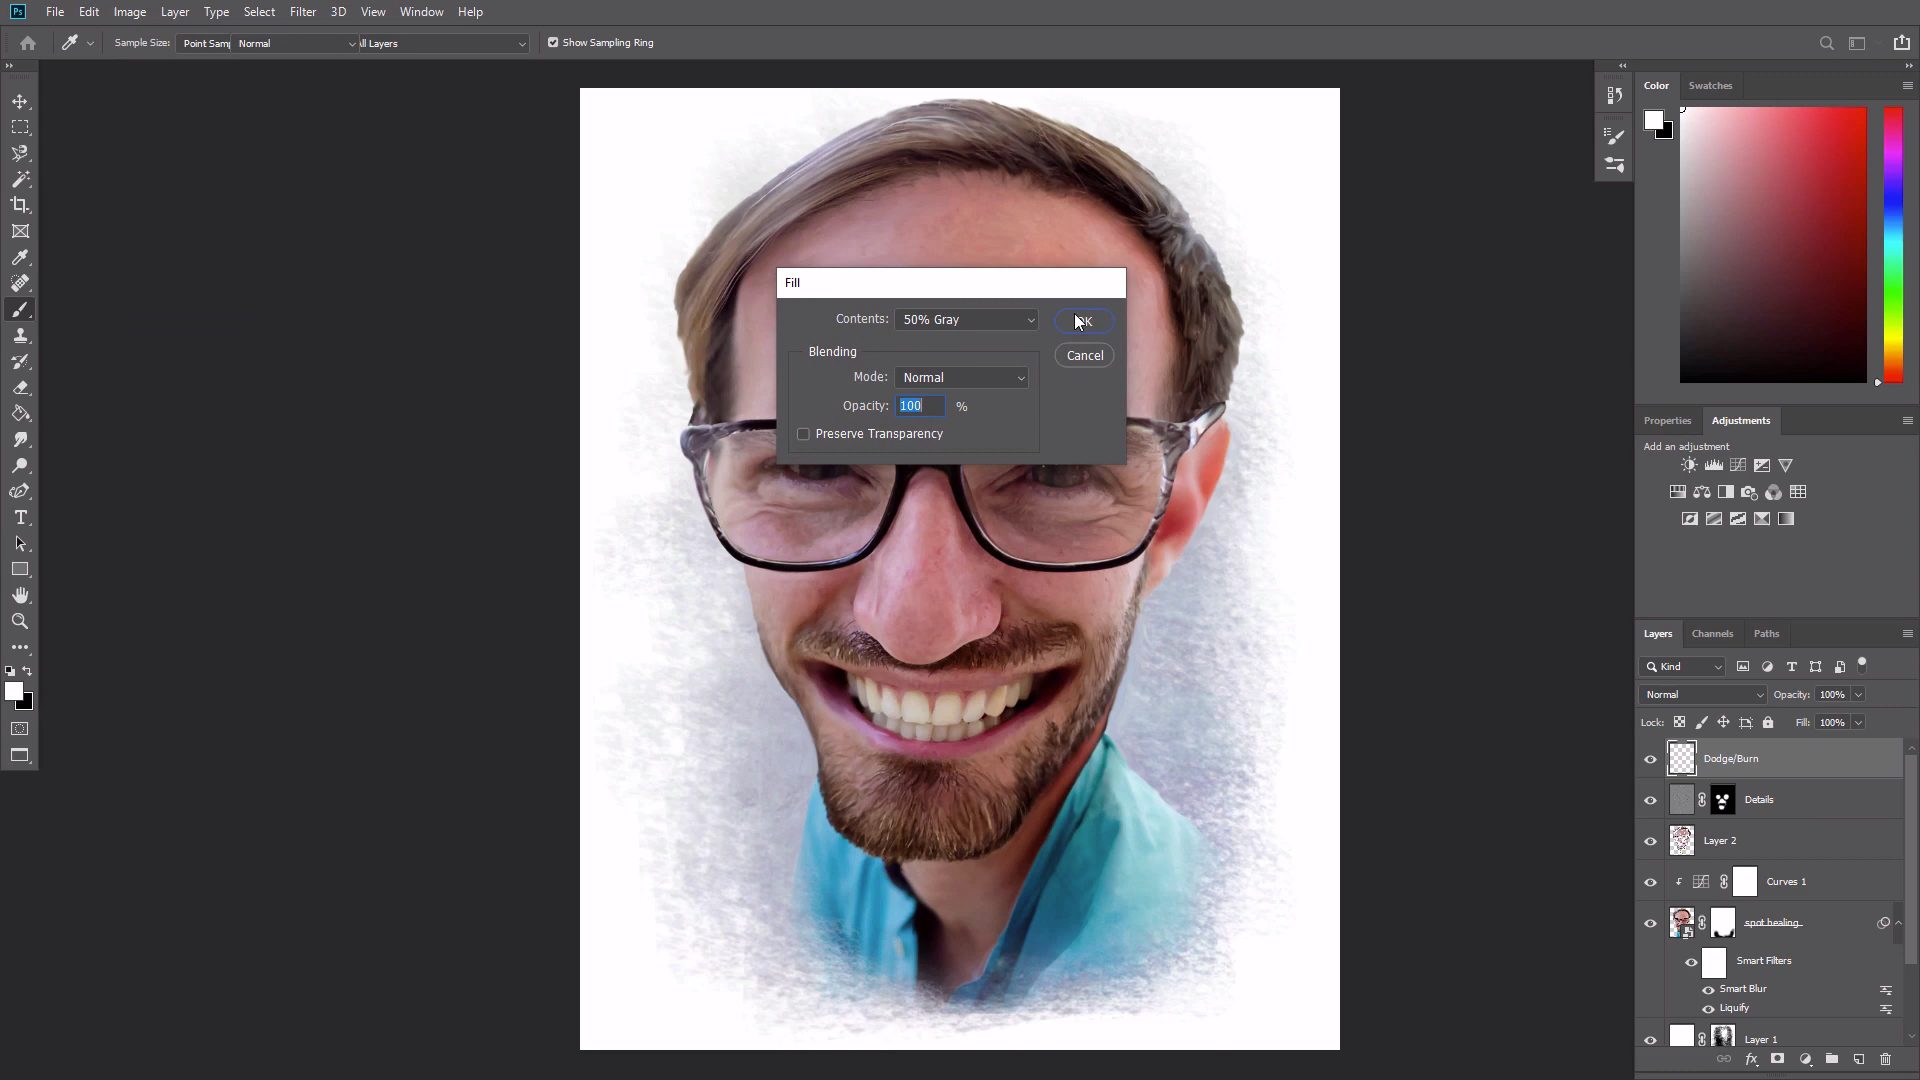 Ps File Edit Image Layer Type Select Filter 3D View Window Help
Sample Size: Point Sam Normal ll Layers Show Sampling Ring
Color Swatches
Fill
Contents: 50% Gray
Blending
Cancel
Mode: Normal
Opacity: 100 %
Preserve Transparency
Properties Adjustments
Add an adjustment
Layers Channels Paths
Kind
Normal Opacity: 100%
Lock: Fill: 100%
Dodge/Burn
Details
Layer 2
Curves 1
spot healing
Smart Filters
Smart Blur
Liquify
Layer 1
fx